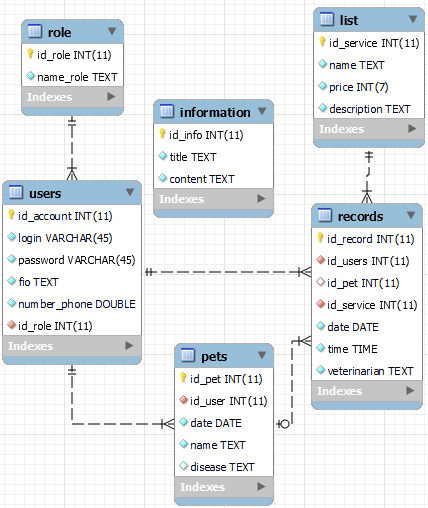 role
id_role INT(11)
name_role TEXT
Indexes
list
id_service INT(11)
name TEXT
price INT(7)
description TEXT
Indexes
information
id_info INT(11)
title TEXT
content TEXT
Indexes
users
id_account INT(11)
login VARCHAR(45)
password VARCHAR(45)
fio TEXT
number_phone DOUBLE
id_role INT(11)
Indexes
records
id_record INT(11)
id_users INT(11)
id_pet INT(11)
id_service INT(11)
date DATE
time TIME
veterinarian TEXT
Indexes
pets
id_pet INT(11)
id_user INT(11)
date DATE
name TEXT
disease TEXT
Indexes